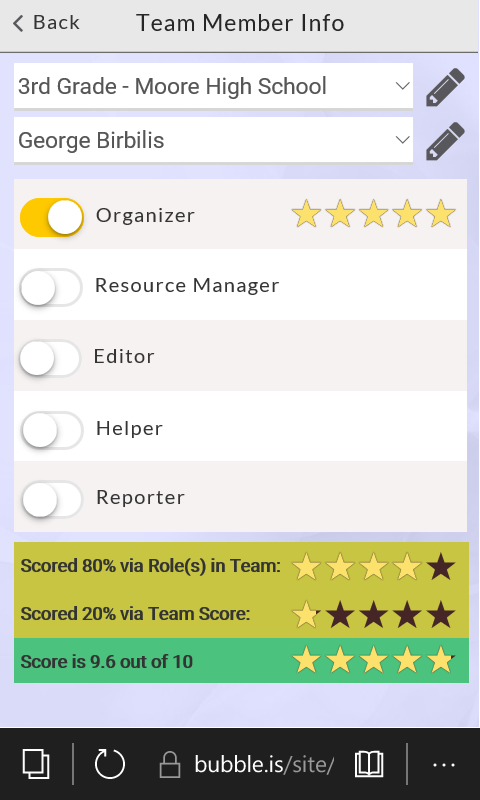 Back
Team Member Info
3rd Grade - Moore High School
George Birbilis
Organizer
Resource Manager
Editor
Helper
Reporter
Scored 80% via Role(s) in Team:
Scored 20% via Team Score:
Score is 9.6 out of 10
bubble.is/site/